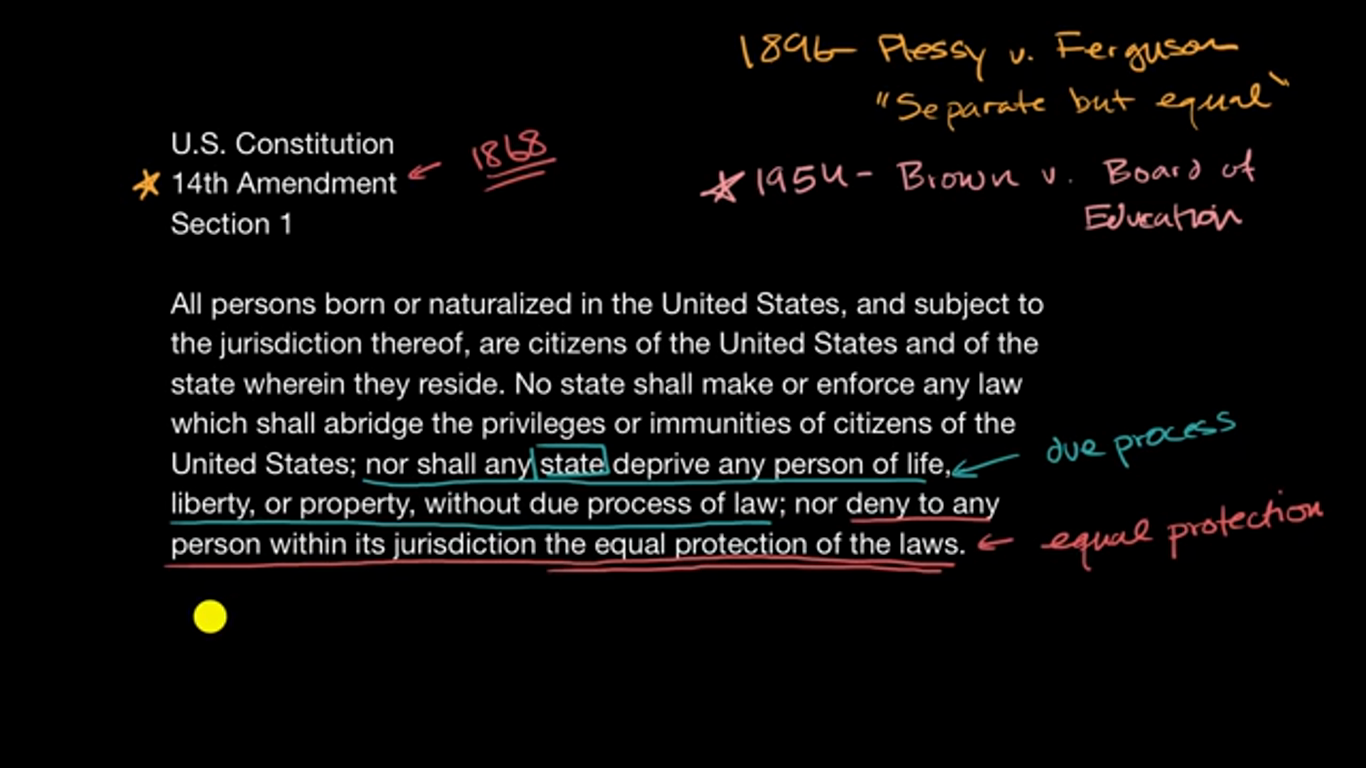 1896- Plessy v. Ferguson
"Separate but equal"
U.S. Constitution
14th Amendment
Section 1
1868
1954- Brown v. Board of
Education
All persons born or naturalized in the United States, and subject to
the jurisdiction thereof, are citizens of the United States and of the
state wherein they reside. No state shall make or enforce any law
which shall abridge the privileges or immunities of citizens of the
United States; nor shall any state deprive any person of life,
liberty, or property, without due process of law; nor deny to any
person within its jurisdiction the equal protection of the laws.
due process
equal protection